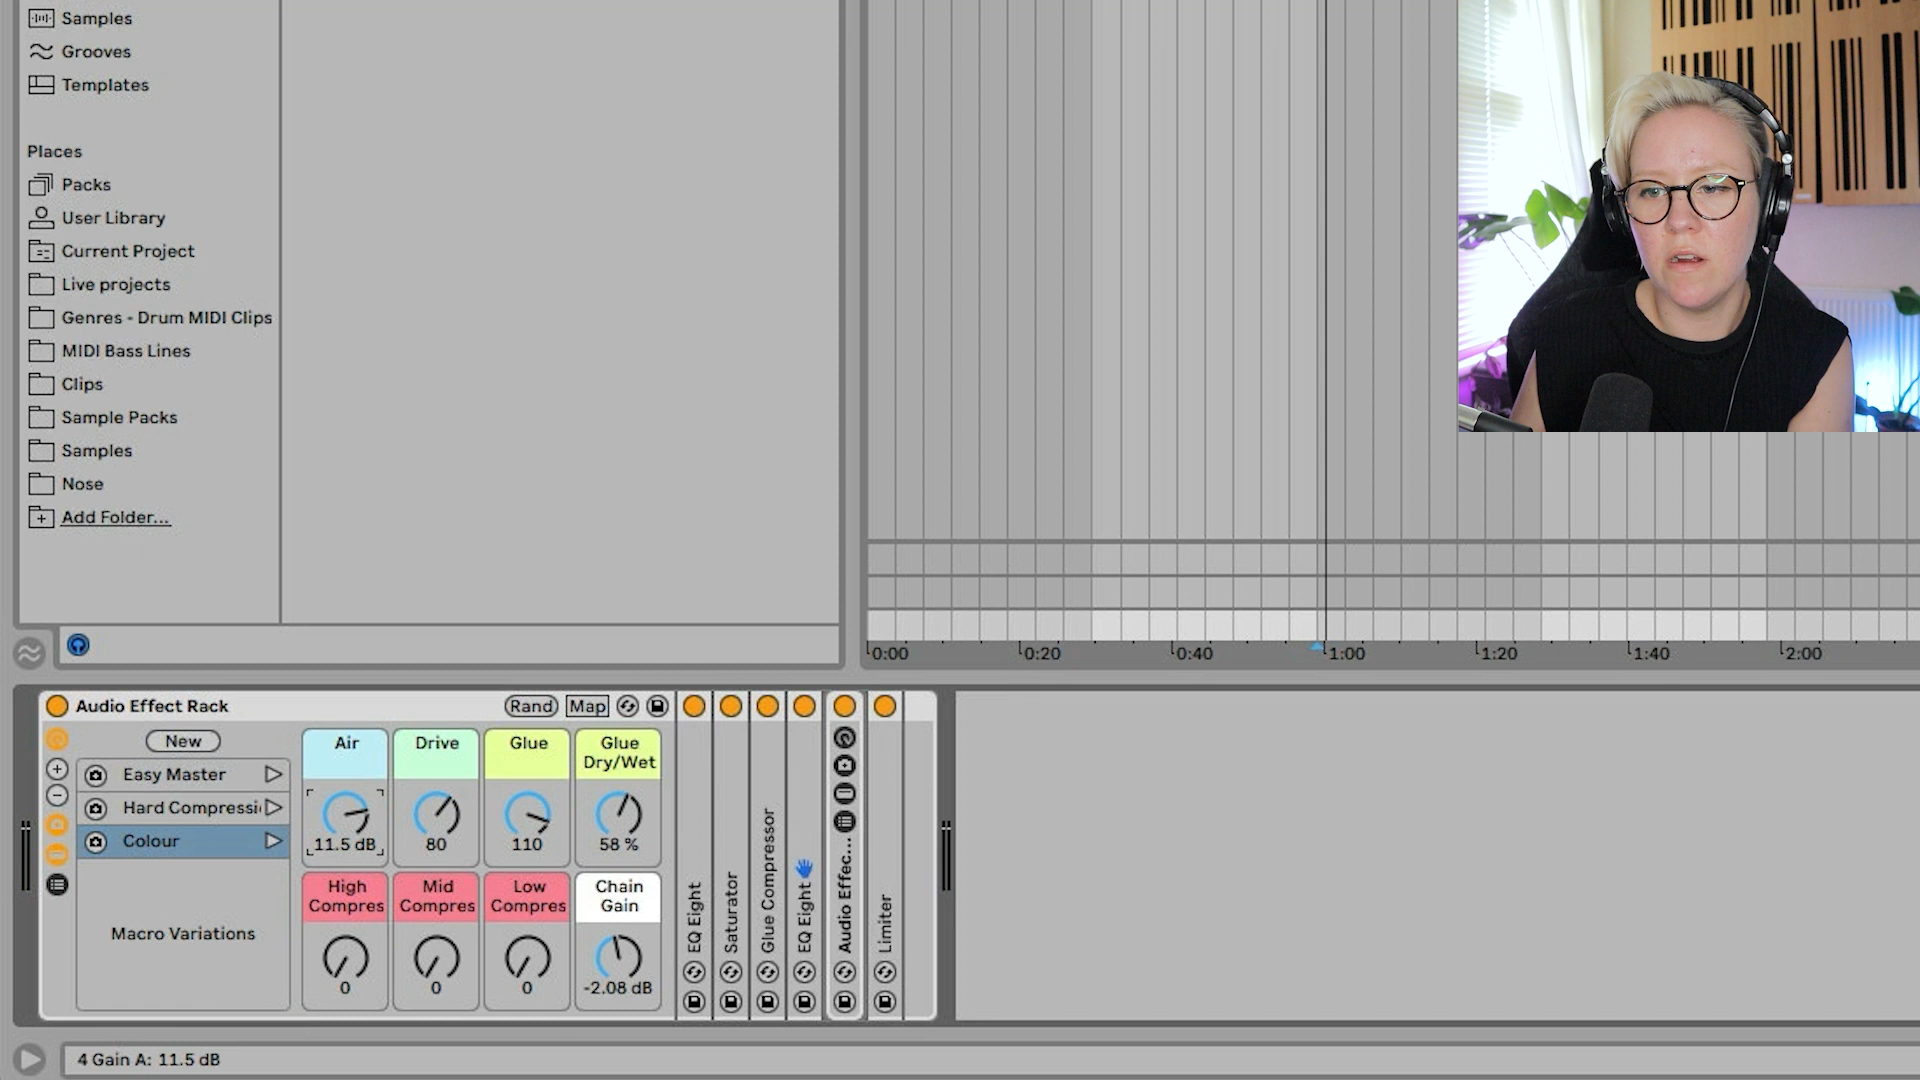 Samples
Grooves
Templates
Places
Packs
User Library
Current Project
Live projects
Genres - Drum MIDI Clips
MIDI Bass Lines
Clips
Sample Packs
Samples
Nose
Add Folder...
0:00 0:20 0:40 1:00 1:20 1:40 2:00
Audio Effect Rack Rand Map
New
Easy Master
Hard Compressi
Colour
Macro Variations
Air
11.5 dB
Drive
80
Glue
110
Glue
Dry/Wet
58 %
High
Compres
0
Mid
Compres
0
Low
Compres
0
Chain
Gain
-2.08 dB
EQ Eight
Saturator
Glue Compressor
EQ Eight
Audio Effec...
Limiter
4 Gain A: 11.5 dB